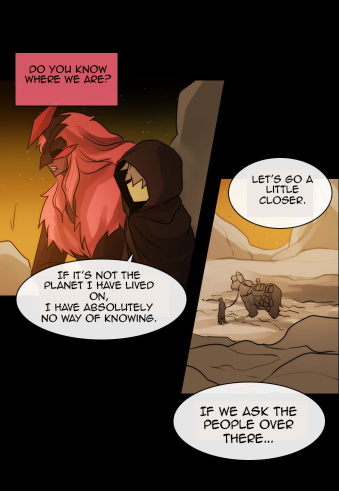 DO YOU KNOW
WHERE WE ARE?
IF IT'S NOT THE
PLANET I HAVE LIVED
ON,
I HAVE ABSOLUTELY
NO WAY OF KNOWING.
LET'S GO A
LITTLE
CLOSER.
IF WE ASK THE
PEOPLE OVER
THERE...